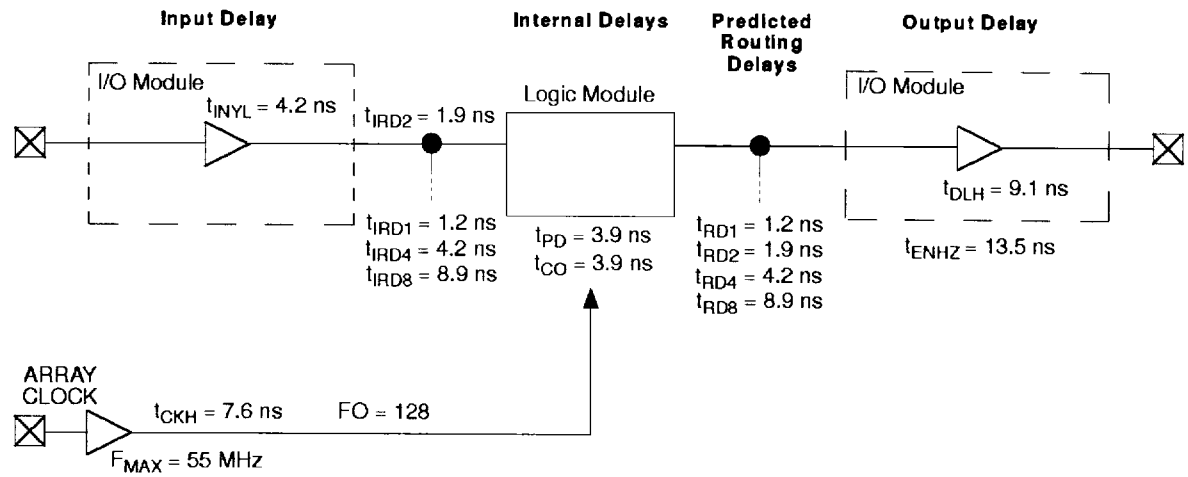 Input Delay
Internal Delays
Predicted
Routing
Delays
Output Delay
I/O Module
tINYL = 4.2 ns
tIRD2 = 1.9 ns
Logic Module
I/O Module
tDLH = 9.1 ns
tIRD1 = 1.2 ns
tIRD4 = 4.2 ns
tIRD8 = 8.9 ns
tPD = 3.9 ns
tCO = 3.9 ns
tRD1 = 1.2 ns
tRD2 = 1.9 ns
tRD4 = 4.2 ns
tRD8 = 8.9 ns
tENHZ = 13.5 ns
ARRAY
CLOCK
tCKH = 7.6 ns
FO = 128
FMAX = 55 MHz